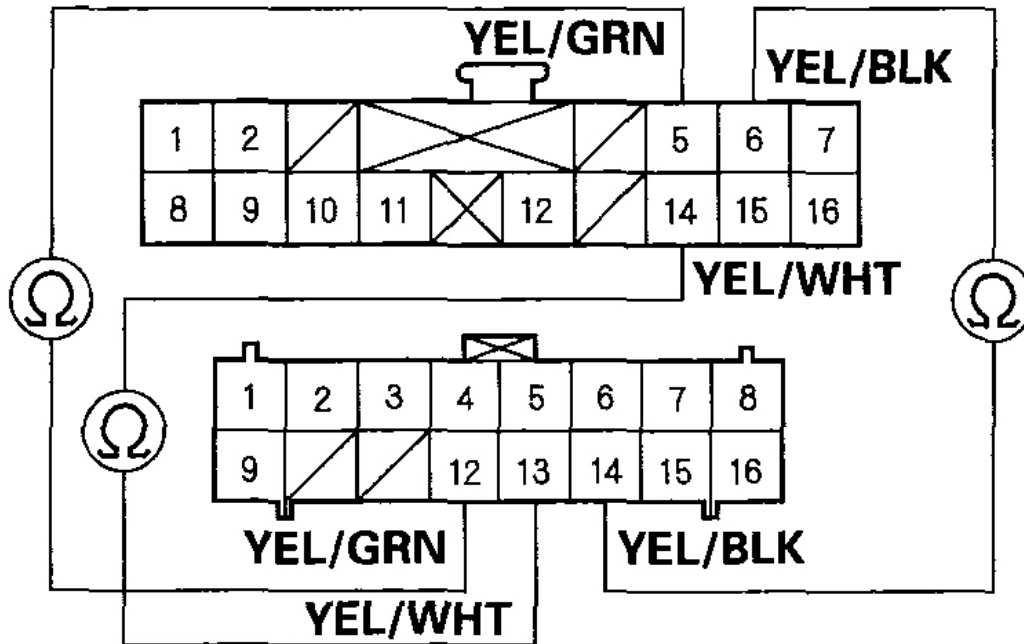 YEL/GRN
YEL/BLK
1 2 5 6 7
8 9 10 11 12 14 15 16
YEL/WHT
Ω Ω
1 2 3 4 5 6 7 8
Ω
9 12 13 14 15 16
YEL/GRN YEL/BLK
YEL/WHT